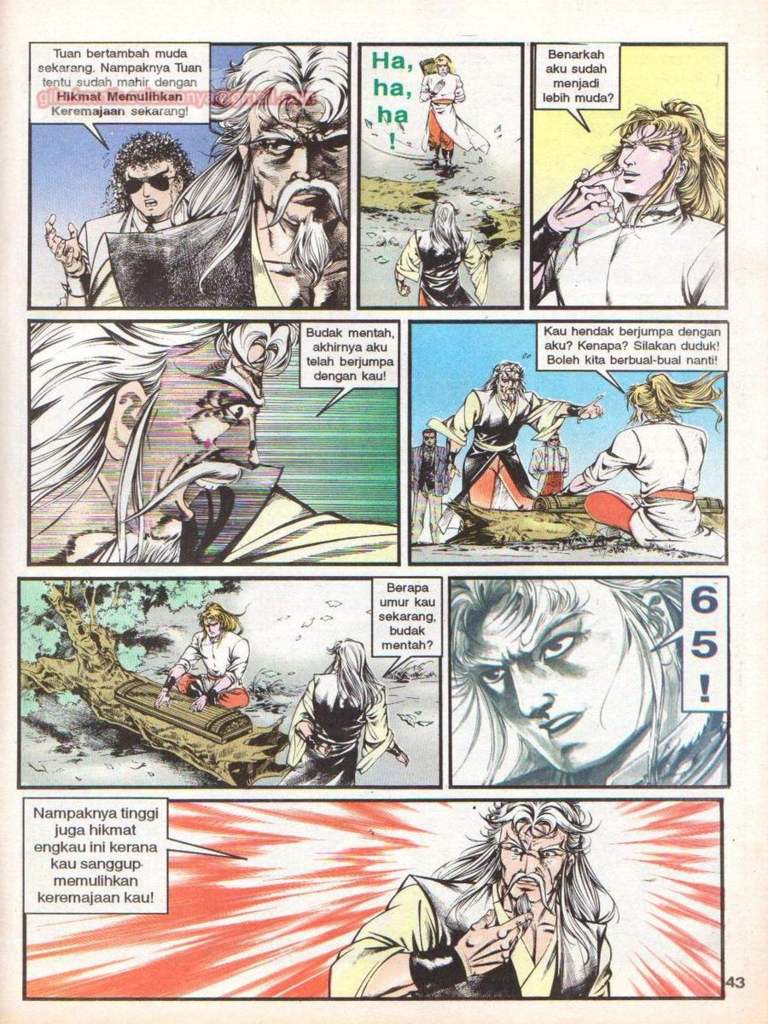 Tuan bertambah muda
sekarang. Nampaknya Tuan
tentu sudah mahir dengan
Hikmat Memulihkan
Keremajaan sekarang!
Ha,
ha,
ha
!
Benarkah
aku sudah
menjadi
lebih muda?
Budak mentah,
akhirnya aku
telah berjumpa
dengan kau!
Kau hendak berjumpa dengan
aku? Kenapa? Silakan duduk!
Boleh kita berbual-bual nanti!
Berapa
umur kau
sekarang,
budak
mentah?
6
5
!
Nampaknya tinggi
juga hikmat
engkau ini kerana
kau sanggup
memulihkan
keremajaan kau!
43